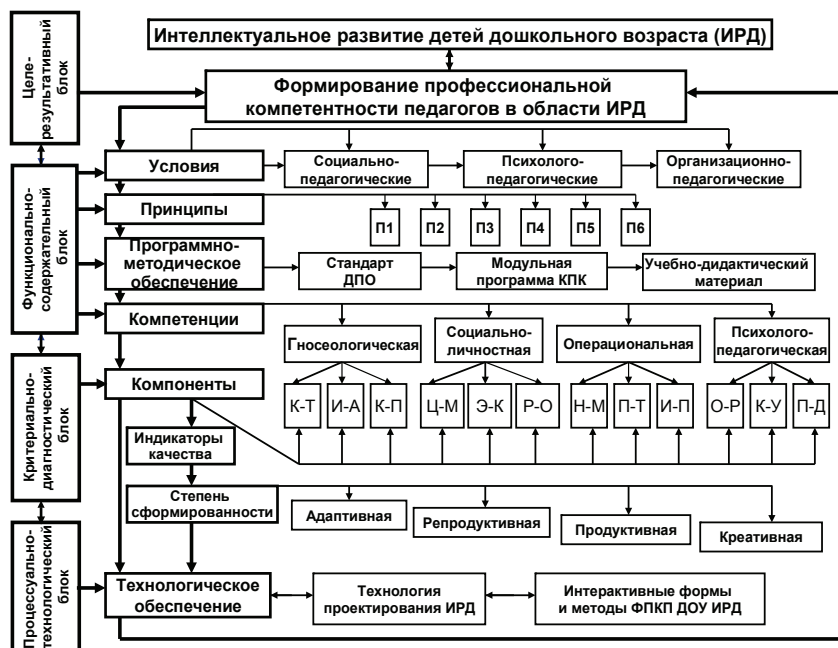 Интеллектуальное развитие детей дошкольного возраста (ИРД)
Целе-
результативный
блок
Формирование профессиональной
компетентности педагогов в области ИРД
Функционально-
содержательный
блок
Условия
Социально-
педагогические
Психолого-
педагогические
Организационно-
педагогические
Принципы
П1
П2
П3
П4
П5
П6
Программно-
методическое
обеспечение
Стандарт
ДПО
Модульная
программа КПК
Учебно-дидактический
материал
Компетенции
Гносеологическая
Социально-
личностная
Операциональная
Психолого-
педагогическая
Критериально-
диагностический
блок
Компоненты
К-Т
И-А
К-П
Ц-М
Э-К
Р-О
Н-М
П-Т
И-П
О-Р
К-У
П-Д
Индикаторы
качества
Степень
сформированности
Адаптивная
Репродуктивная
Продуктивная
Креативная
Процессуально-
технологический
блок
Технологическое
обеспечение
Технология
проектирования ИРД
Интерактивные формы
и методы ФПКП ДОУ ИРД